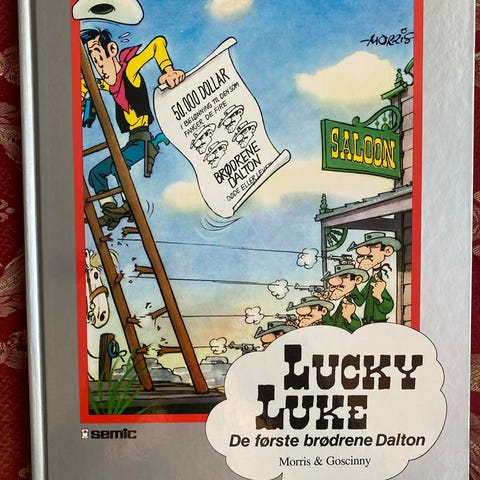 MORRIS
50.000 DOLLAR
I BELØNNING TIL DEN SOM
FANGER DE FIRE
BRØDRENE
DALTON
DØDE ELLER LEVENDE
SALOON
LUCKY
LUKE
De første brødrene Dalton
Morris & Goscinny
semic